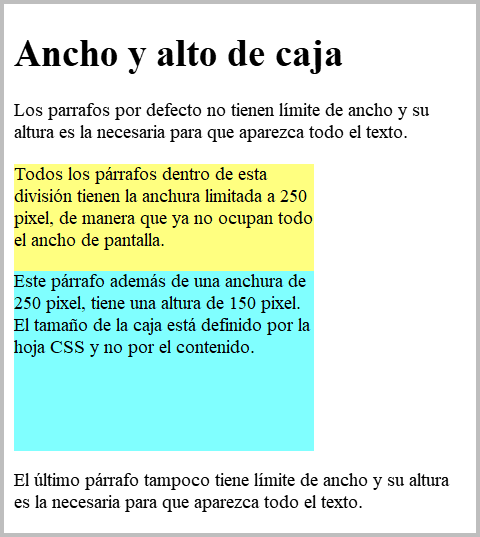 Ancho y alto de caja
Los parrafos por defecto no tienen límite de ancho y su
altura es la necesaria para que aparezca todo el texto.
Todos los párrafos dentro de esta
división tienen la anchura limitada a 250
pixel, de manera que ya no ocupan todo
el ancho de pantalla.
Este párrafo además de una anchura de
250 pixel, tiene una altura de 150 pixel.
El tamaño de la caja está definido por la
hoja CSS y no por el contenido.
El último párrafo tampoco tiene límite de ancho y su altura
es la necesaria para que aparezca todo el texto.